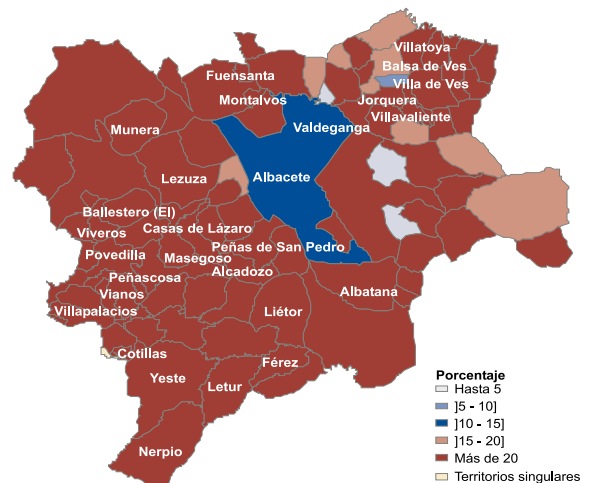 Villatoya
Balsa de Ves
Fuensanta
Villa de Ves
Montalvos
Jorquera
Villavaliente
Valdeganga
Munera
Lezuza
Albacete
Ballestero (El)
Casas de Lázaro
Viveros
Peñas de San Pedro
Povedilla
Masegoso
Alcadozo
Peñascosa
Albatana
Vianos
Villapalacios
Liétor
Cotillas
Férez
Yeste
Letur
Nerpio
Porcentaje
Hasta 5
]5 - 10]
]10 - 15]
]15 - 20]
Más de 20
Territorios singulares